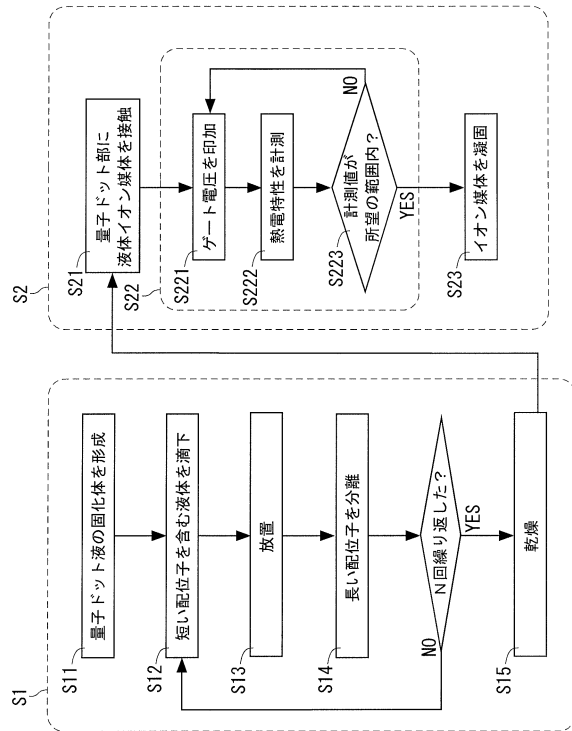 S1
S11
量子ドット液の固化体を形成
S12
短い配位子を含む液体を滴下
S13
放置
S14
長い配位子を分離
N回繰り返した?
NO
YES
S15
乾燥
S2
S21
量子ドット部に
液体イオン媒体を接触
S22
S221
ゲート電圧を印加
S222
熱電特性を計測
S223
計測値が
所望の範囲内?
NO
YES
S23
イオン媒体を凝固